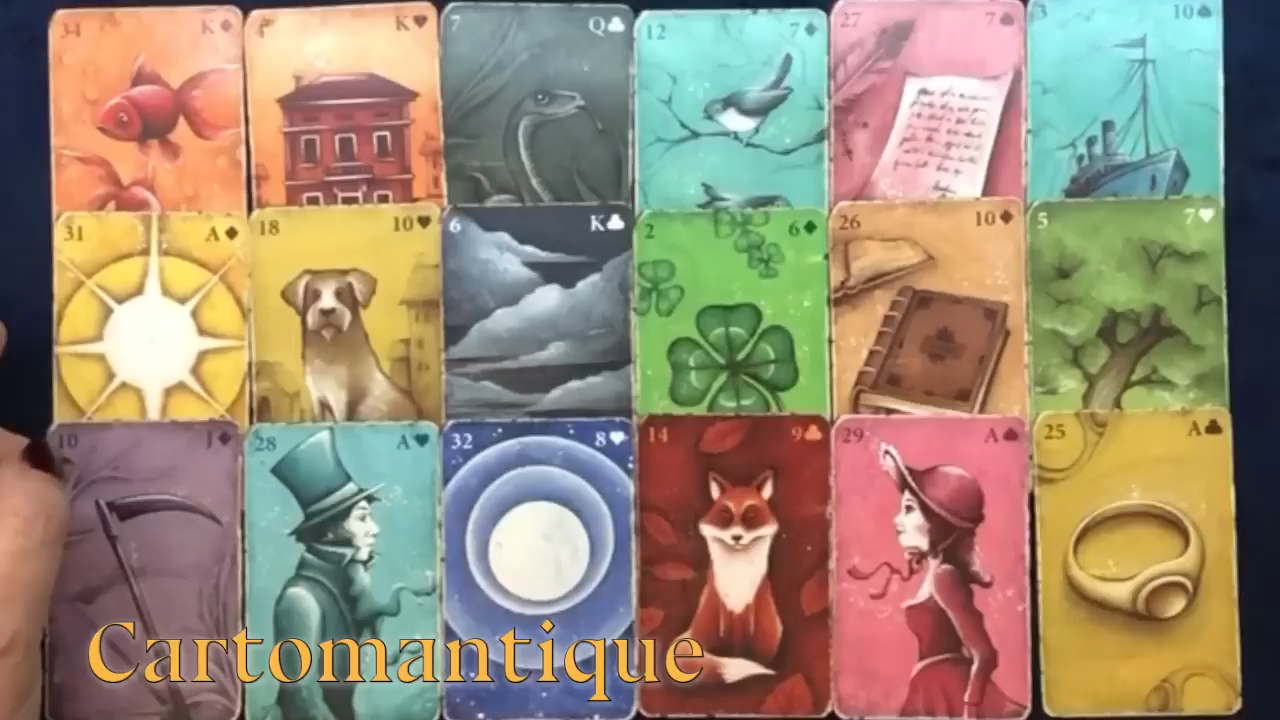 34 K♦ 4 K♥ 7 Q♣ 12 7♦ 27 7♠ 3 10♠
31 A♦ 18 10♥ 6 K♣ 2 6♦ 26 10♦ 5 7♥
10 J♦ 28 A♥ 32 8♥ 14 9♣ 29 A♠ 25 A♣
Cartomantique